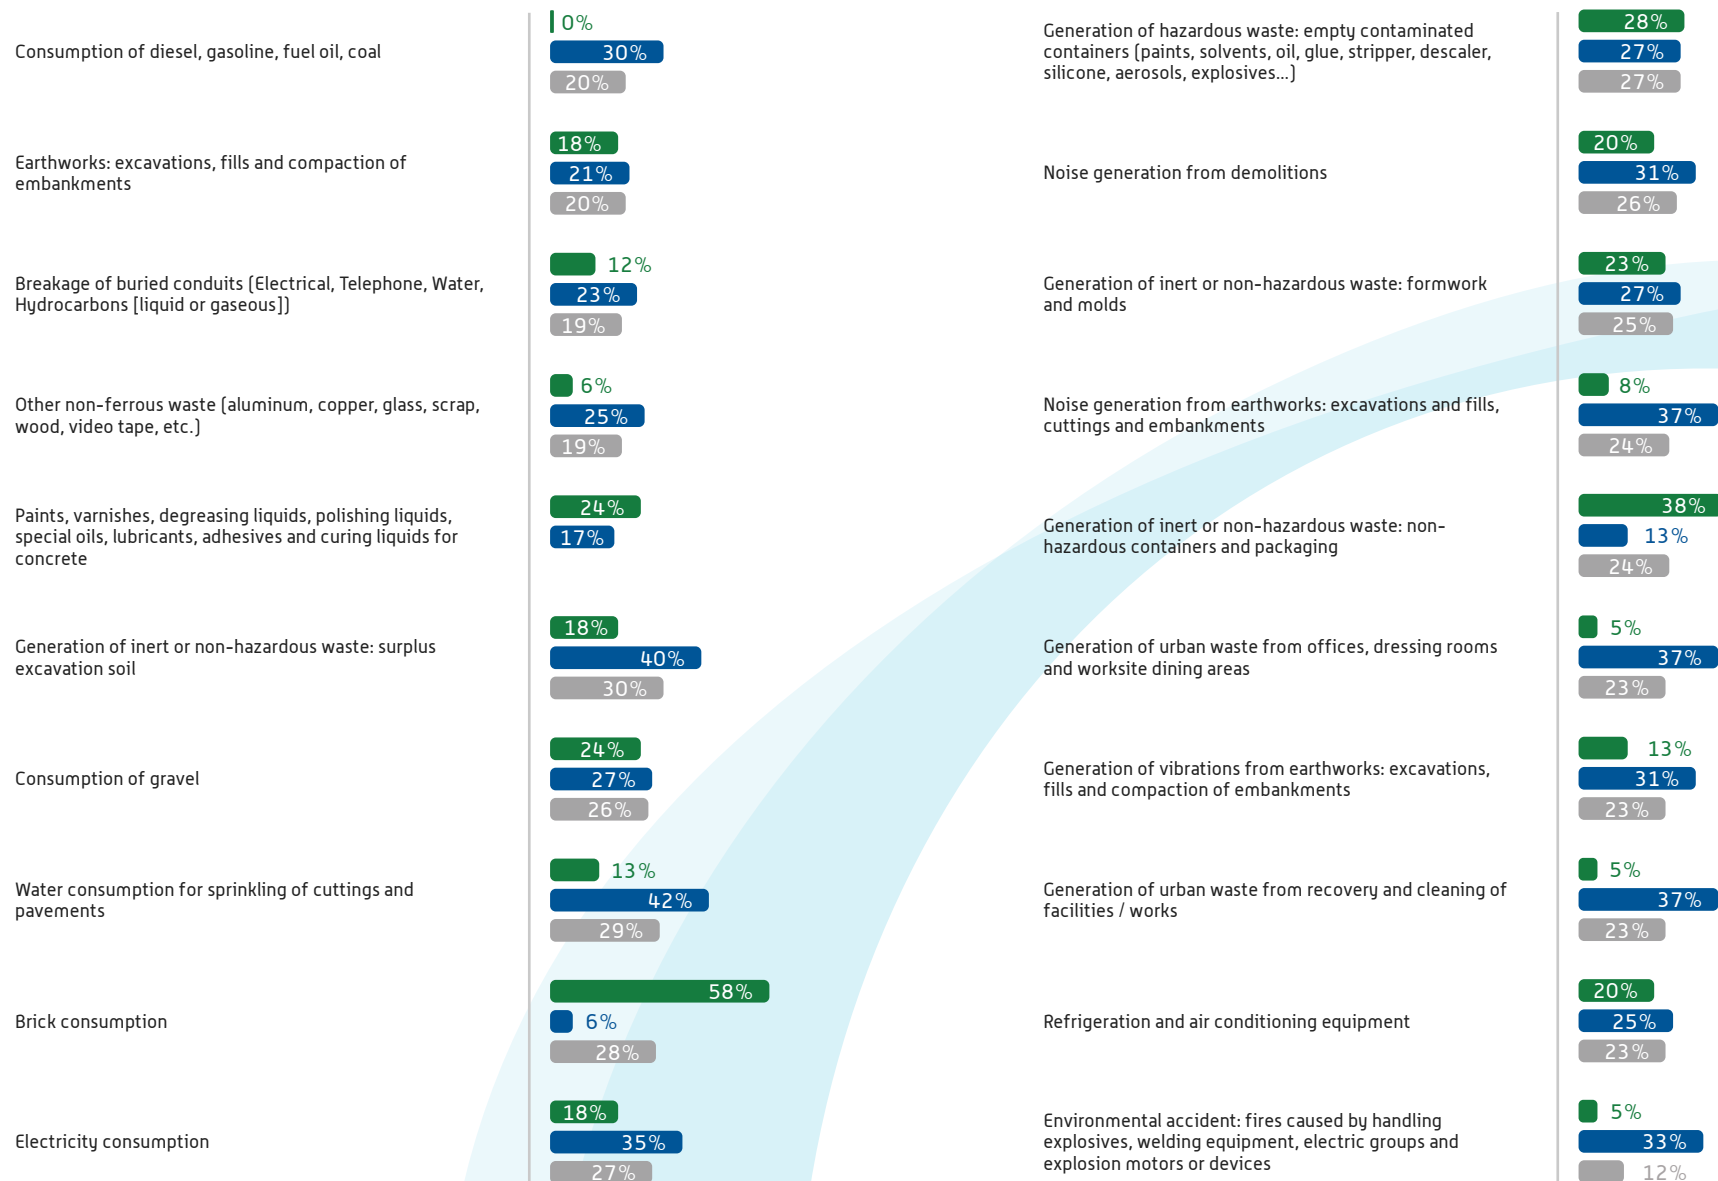 Consumption of diesel, gasoline, fuel oil, coal
0%
30%
20%
Earthworks: excavations, fills and compaction of
embankments
18%
21%
20%
Breakage of buried conduits (Electrical, Telephone, Water,
Hydrocarbons [liquid or gaseous])
12%
23%
19%
Other non-ferrous waste (aluminum, copper, glass, scrap,
wood, video tape, etc.)
6%
25%
19%
Paints, varnishes, degreasing liquids, polishing liquids,
special oils, lubricants, adhesives and curing liquids for
concrete
24%
17%
Generation of inert or non-hazardous waste: surplus
excavation soil
18%
40%
30%
Consumption of gravel
24%
27%
26%
Water consumption for sprinkling of cuttings and
pavements
13%
42%
29%
Brick consumption
58%
6%
28%
Electricity consumption
18%
35%
27%
Generation of hazardous waste: empty contaminated
containers (paints, solvents, oil, glue, stripper, descaler,
silicone, aerosols, explosives...)
28%
27%
27%
Noise generation from demolitions
20%
31%
26%
Generation of inert or non-hazardous waste: formwork
and molds
23%
27%
25%
Noise generation from earthworks: excavations and fills,
cuttings and embankments
8%
37%
24%
Generation of inert or non-hazardous waste: non-
hazardous containers and packaging
38%
13%
24%
Generation of urban waste from offices, dressing rooms
and worksite dining areas
5%
37%
23%
Generation of vibrations from earthworks: excavations,
fills and compaction of embankments
13%
31%
23%
Generation of urban waste from recovery and cleaning of
facilities / works
5%
37%
23%
Refrigeration and air conditioning equipment
20%
25%
23%
Environmental accident: fires caused by handling
explosives, welding equipment, electric groups and
explosion motors or devices
5%
33%
12%